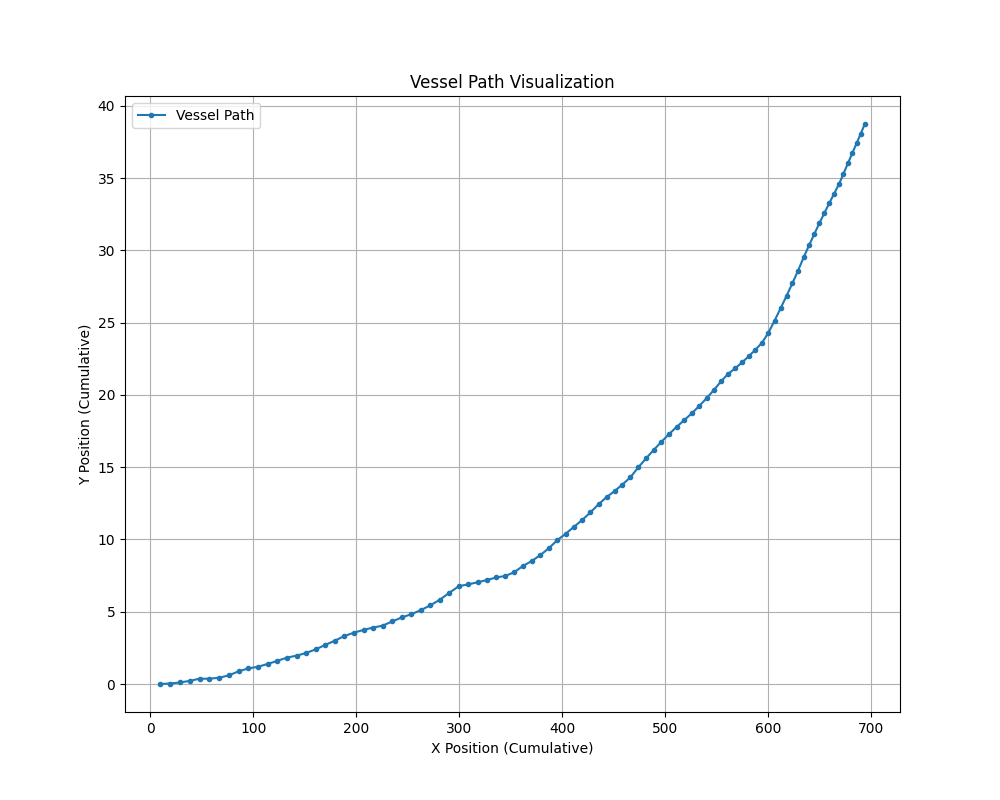 Vessel Path Visualization
Vessel Path
Y Position (Cumulative)
40
35
30
25
20
15
10
5
0
0 100 200 300 400 500 600 700
X Position (Cumulative)